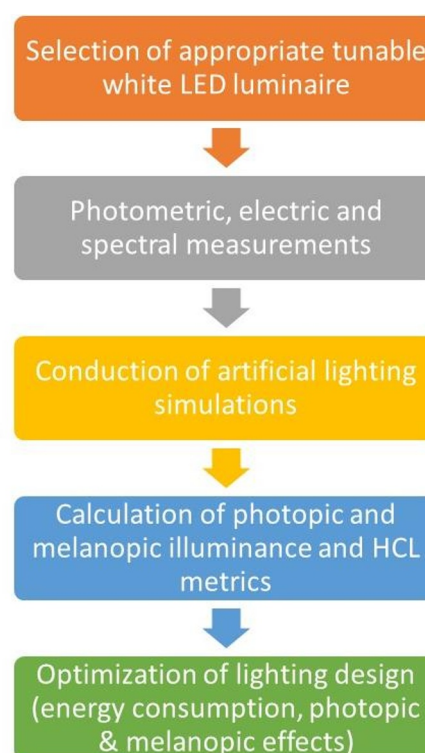 Selection of appropriate tunable
white LED luminaire
Photometric, electric and
spectral measurements
Conduction of artificial lighting
simulations
Calculation of photopic and
melanopic illuminance and HCL
metrics
Optimization of lighting design
(energy consumption, photopic
& melanopic effects)